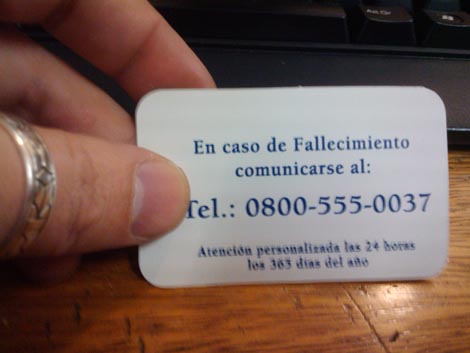 En caso de Fallecimiento
comunicarse al:
Tel.: 0800-555-0037
Atención personalizada las 24 horas
los 365 días del año